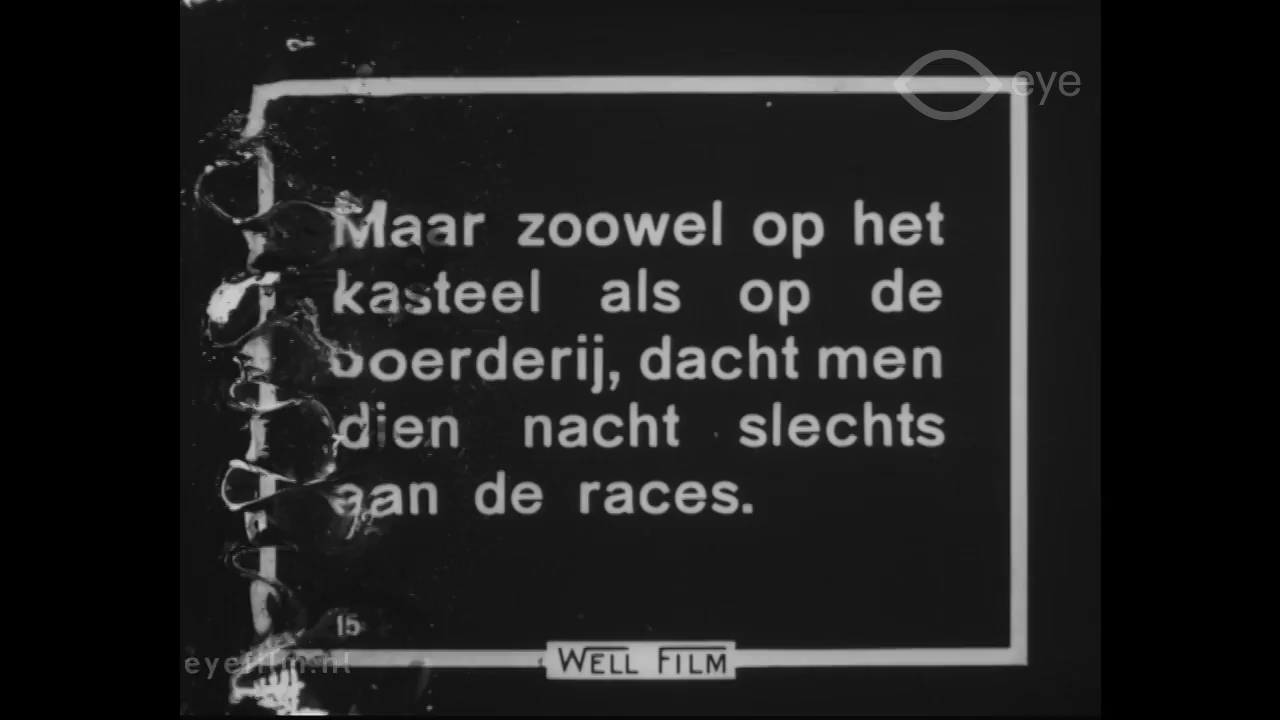 eye
Maar zoowel op het
kasteel als op de
boerderij, dacht men
dien nacht slechts
aan de races.
15
WELL FILM
eyefilm.nl